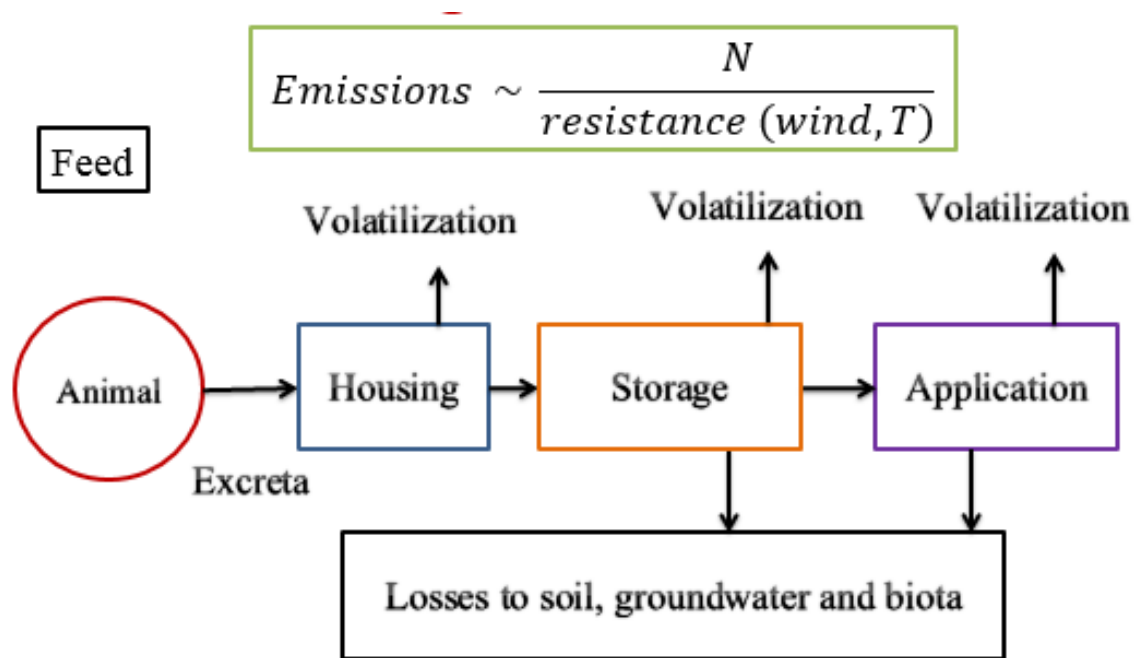 Emissions ~ N / resistance (wind, T)
Feed
Volatilization
Volatilization
Volatilization
Animal
Housing
Storage
Application
Excreta
Losses to soil, groundwater and biota